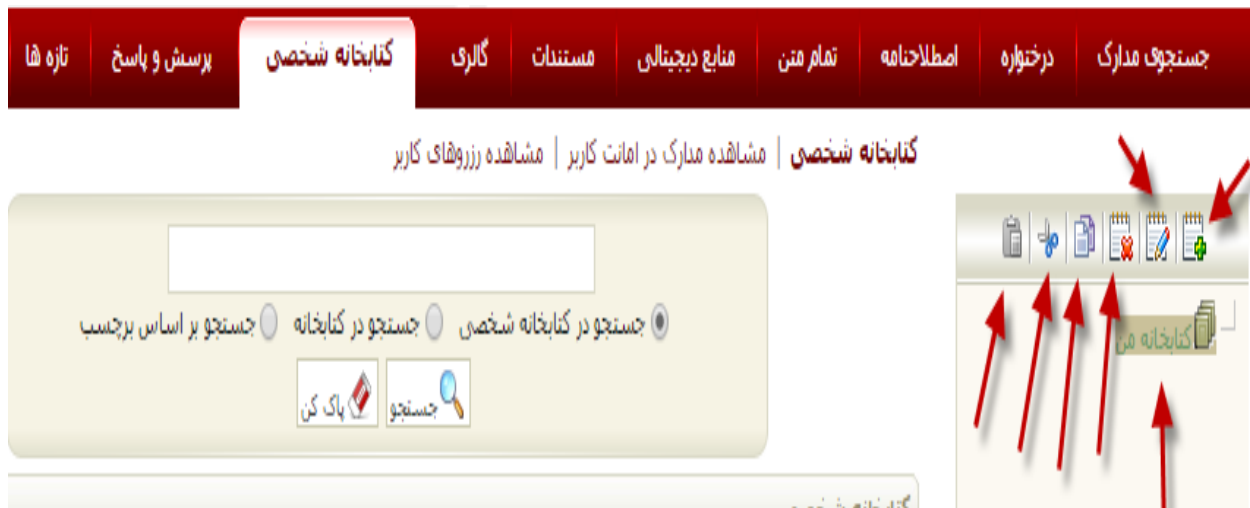 جستجوی مدارک درختواره اصطلاحنامه تمام متن منابع دیجیتالی مستندات گالری کتابخانه شخصی پرسش و پاسخ تازه ها
کتابخانه شخصی | مشاهده مدارک در امانت کاربر | مشاهده رزروهای کاربر
جستجو در کتابخانه شخصی جستجو در کتابخانه جستجو بر اساس برچسب
جستجو پاک کن
کتابخانه من
کتابخانه شخصی